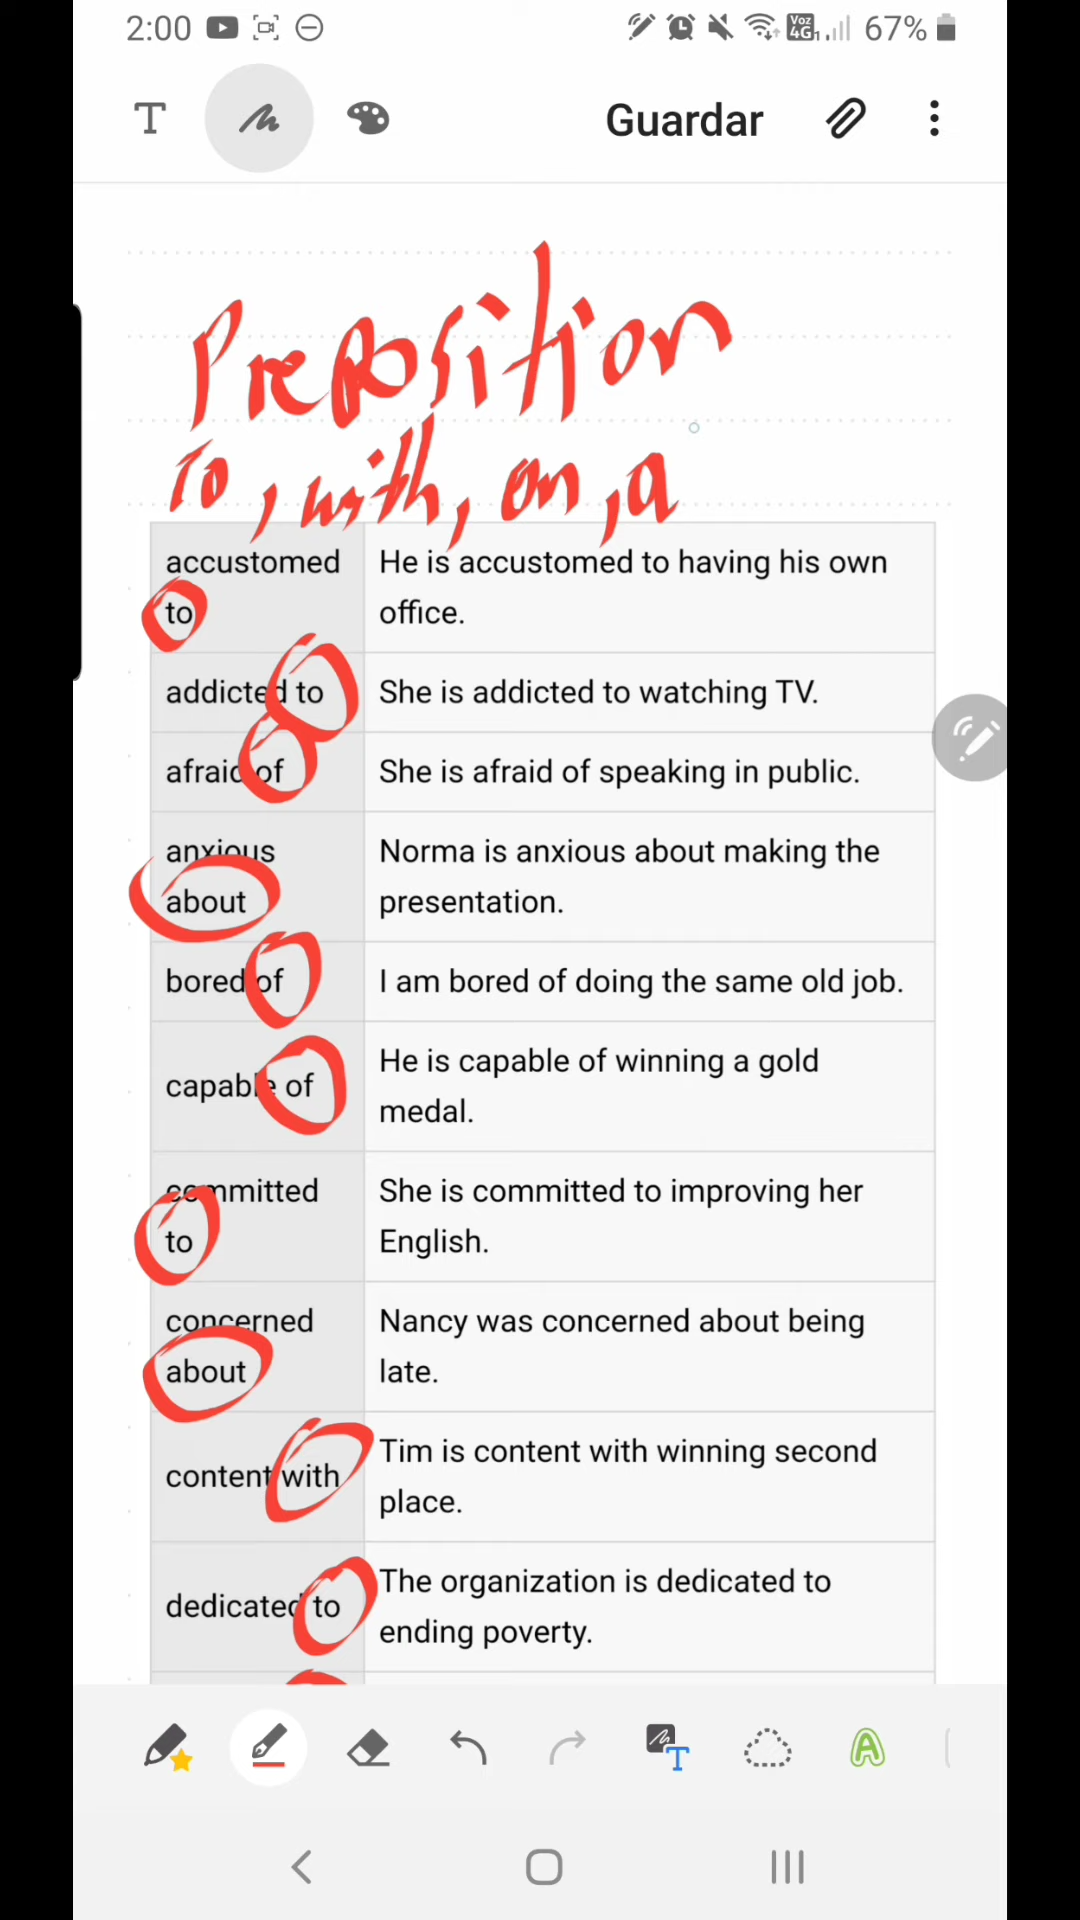 2:00 Voz 4G 67%
T Guardar
Preposition
To, with, on, a
accustomed to
He is accustomed to having his own
office.
addicted to
She is addicted to watching TV.
afraid of
She is afraid of speaking in public.
anxious about
Norma is anxious about making the
presentation.
bored of
I am bored of doing the same old job.
capable of
He is capable of winning a gold
medal.
committed to
She is committed to improving her
English.
concerned about
Nancy was concerned about being
late.
content with
Tim is content with winning second
place.
dedicated to
The organization is dedicated to
ending poverty.
T A